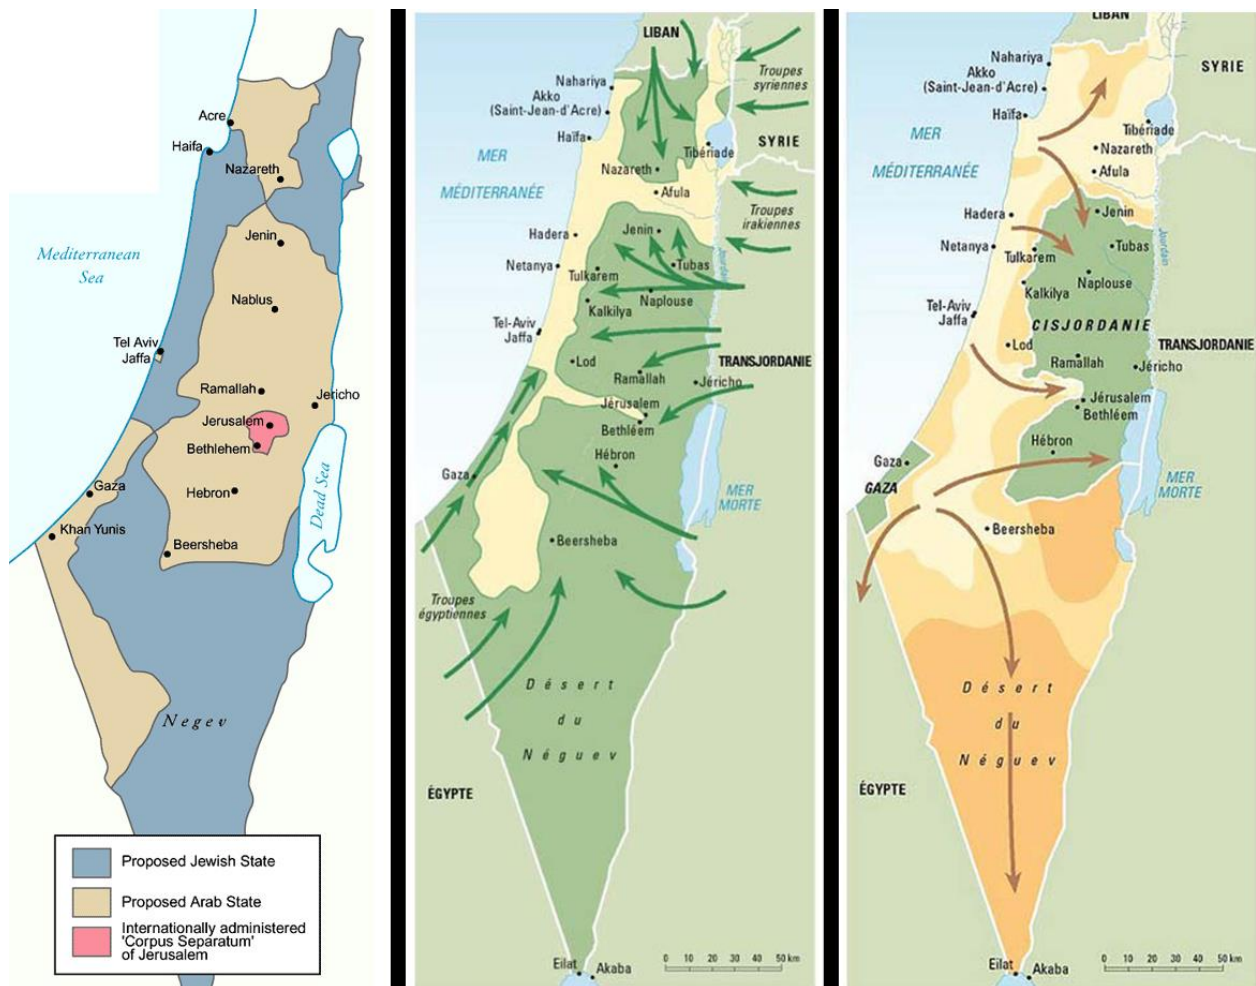 Acre
Haifa
Nazareth
Mediterranean
Sea
Jenin
Nablus
Tel Aviv
Jaffa
Ramallah
Jericho
Jerusalem
Bethlehem
Gaza
Hebron
Dead Sea
Khan Yunis
Beersheba
Negev
Proposed Jewish State
Proposed Arab State
Internationally administered
'Corpus Separatum'
of Jerusalem
LIBAN
Troupes
syriennes
Nahariya
Akko
(Saint-Jean-d'Acre)
Haïfa
SYRIE
MER
MÉDITERRANÉE
Tibériade
Nazareth
Afula
Troupes
irakiennes
Hadera
Jenin
Jourdain
Netanya
Tulkarem
Tubas
Naplouse
Kalkilya
Tel-Aviv
Jaffa
Lod
TRANSJORDANIE
Ramallah
Jéricho
Jérusalem
Bethléem
Gaza
Hébron
MER
MORTE
Beersheba
Troupes
égyptiennes
Désert
du
Néguev
ÉGYPTE
Eilat
Akaba
0 10 20 30 40 50 km
LIBAN
Nahariya
Akko
(Saint-Jean-d'Acre)
SYRIE
Haïfa
Tibériade
MER
MÉDITERRANÉE
Nazareth
Afula
Hadera
Jenin
Jourdain
Netanya
Tulkarem
Tubas
Naplouse
Kalkilya
Tel-Aviv
Jaffa
CISJORDANIE
Lod
TRANSJORDANIE
Ramallah
Jéricho
Jérusalem
Bethléem
Hébron
Gaza
GAZA
MER
MORTE
Beersheba
Désert
du
Néguev
ÉGYPTE
Eilat
Akaba
0 10 20 30 40 50 km